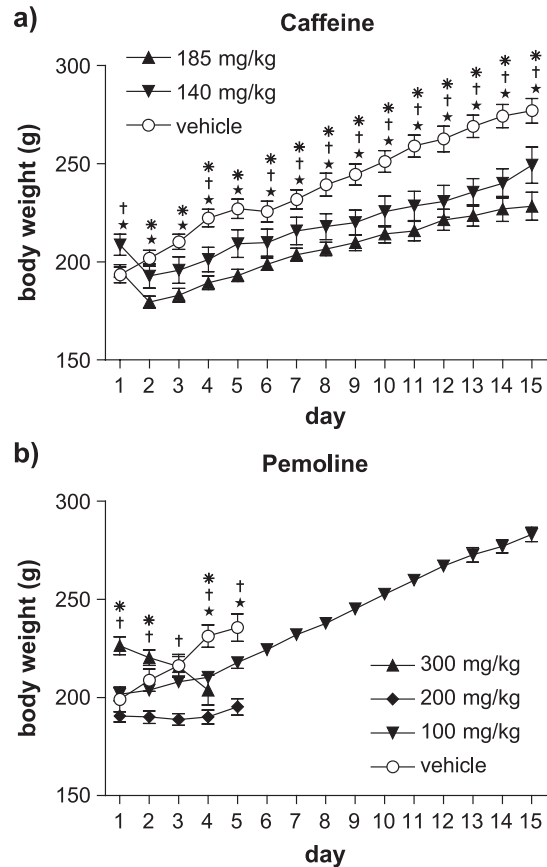 a)
Caffeine
185 mg/kg
140 mg/kg
vehicle
300
250
200
150
body weight (g)
* * * * * * * * * * * * *
† † † † † † † † † † † †
★ ★ ★ ★ ★ ★ ★ ★ ★ ★ ★ ★ ★ ★ ★
1 2 3 4 5 6 7 8 9 10 11 12 13 14 15
day
b)
Pemoline
300
250
200
150
body weight (g)
* * *
† † † † †
★ ★
300 mg/kg
200 mg/kg
100 mg/kg
vehicle
1 2 3 4 5 6 7 8 9 10 11 12 13 14 15
day